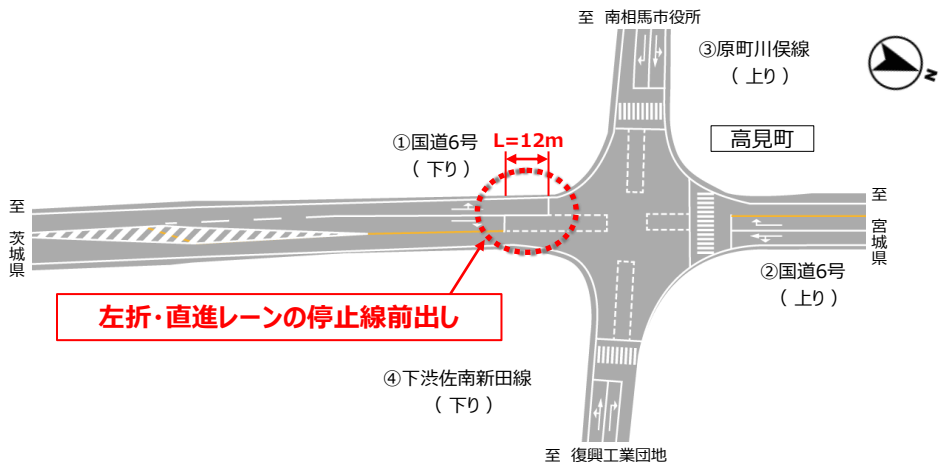 至 南相馬市役所
③原町川俣線
（ 上り ）
N
高見町
①国道6号
（ 下り ）
L=12m
至 茨城県
至 宮城県
②国道6号
（ 上り ）
左折・直進レーンの停止線前出し
④下渋佐南新田線
（ 下り ）
至 復興工業団地